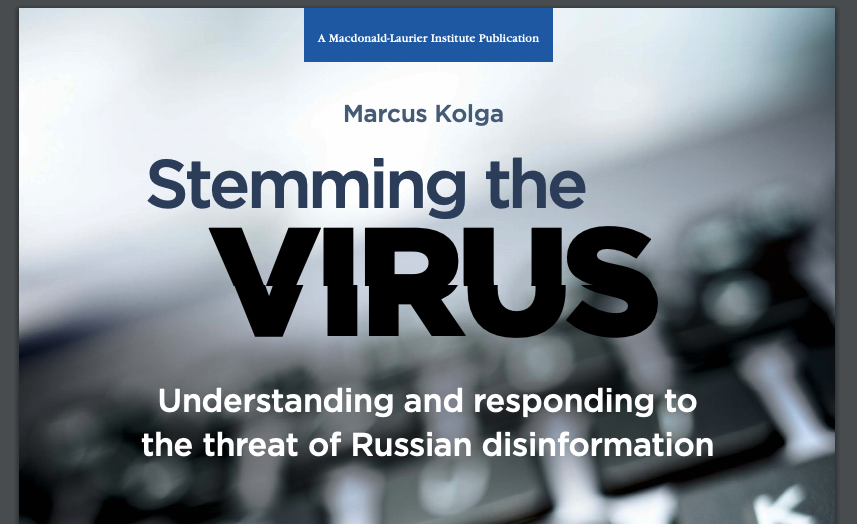 A Macdonald-Laurier Institute Publication
Marcus Kolga
Stemming the
VIRUS
Understanding and responding to
the threat of Russian disinformation